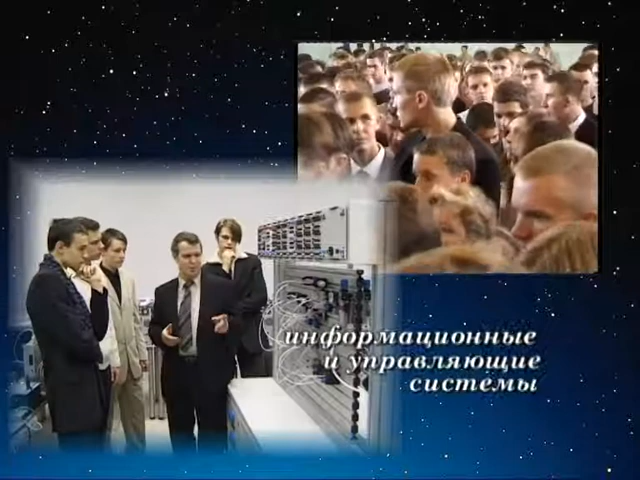 информационные
и управляющие
системы